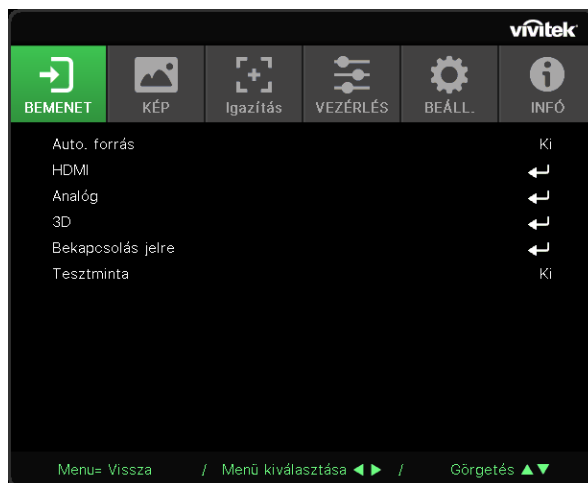 vivitek
BEMENET KÉP Igazítás VEZÉRLÉS BEÁLL. INFÓ
Auto. forrás Ki
HDMI
Analóg
3D
Bekapcsolás jelre
Tesztminta Ki
Menu= Vissza / Menü kiválasztása ◀ ▶ / Görgetés ▲▼